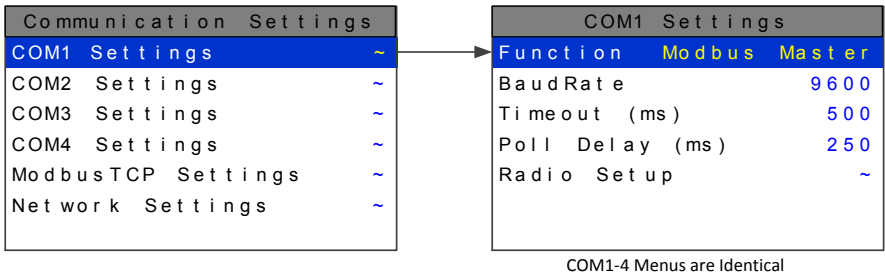 Communication Settings
COM1 Settings ~
COM2 Settings ~
COM3 Settings ~
COM4 Settings ~
ModbusTCP Settings ~
Network Settings ~
COM1 Settings
Function Modbus Master
BaudRate 9600
Timeout (ms) 500
Poll Delay (ms) 250
Radio Setup ~
COM1-4 Menus are Identical